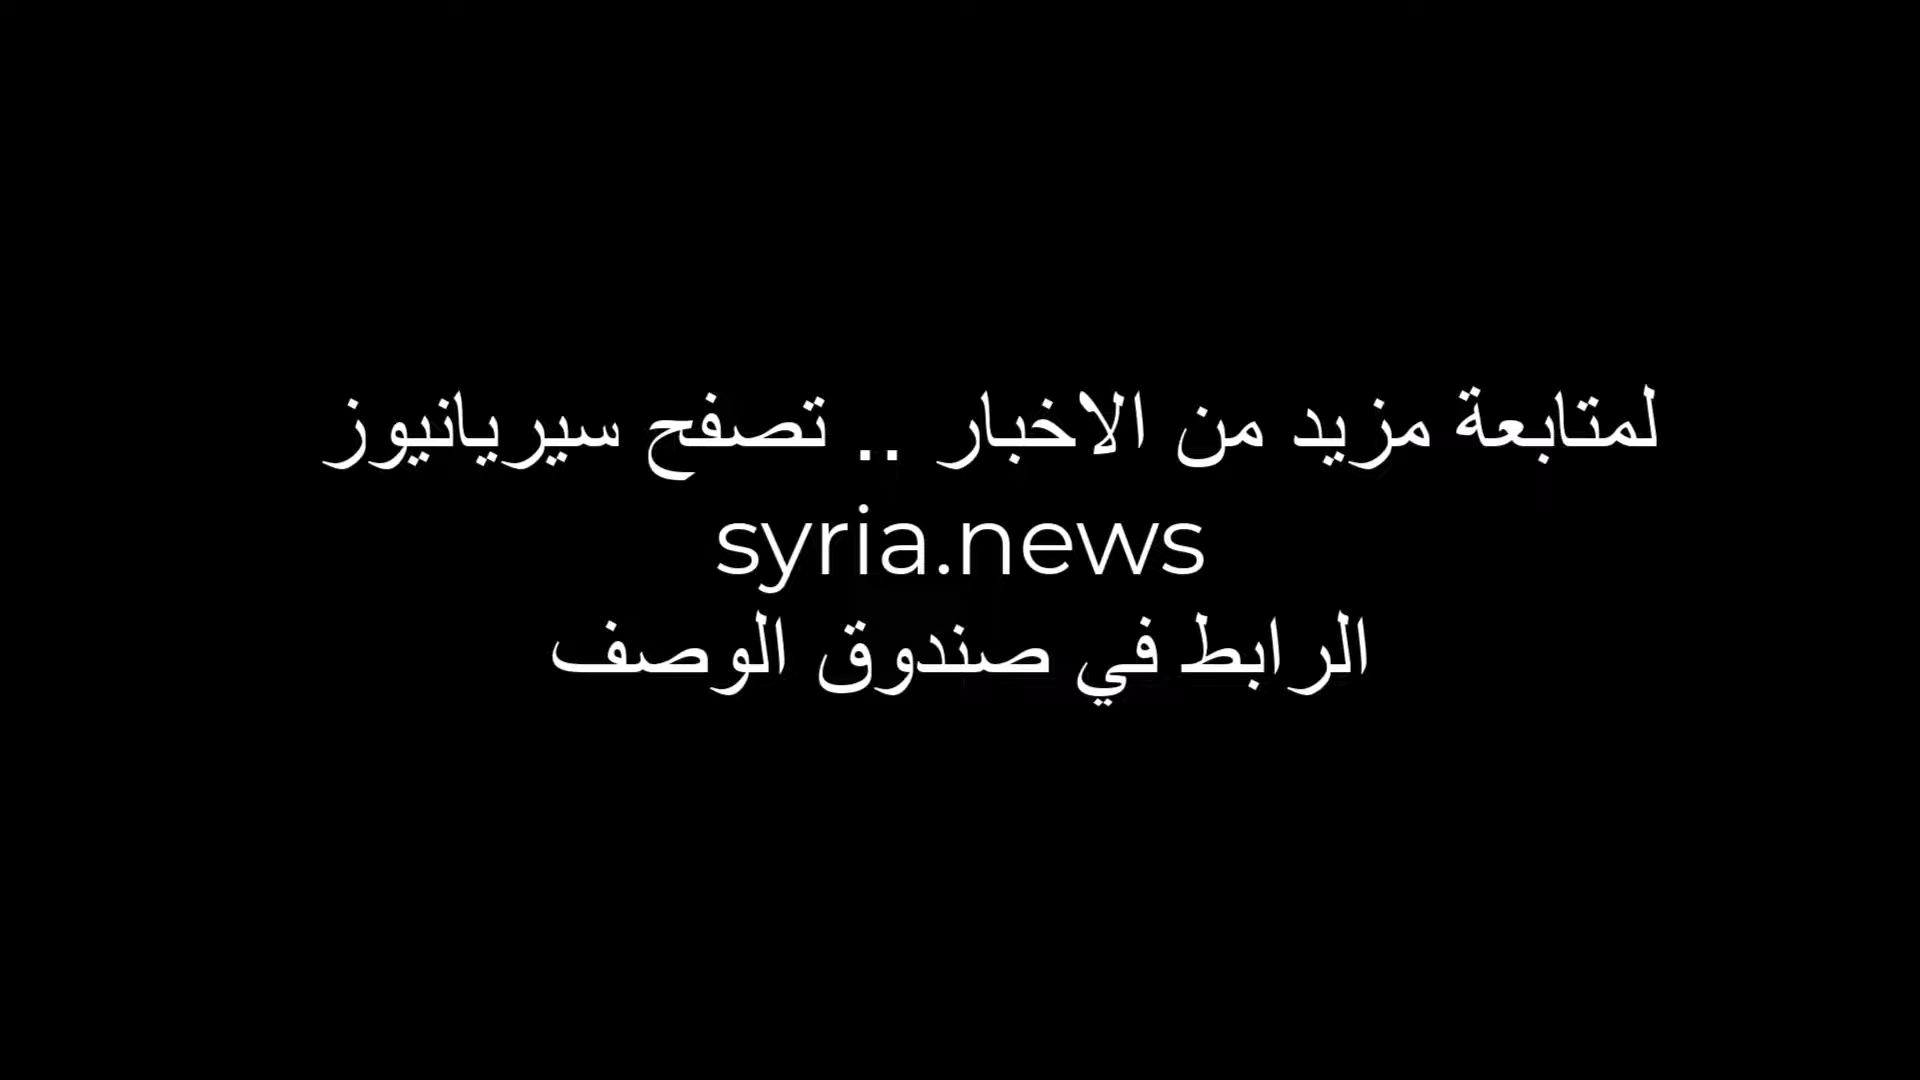 لمتابعة مزيد من الاخبار .. تصفح سيريانيوز
syria.news
الرابط في صندوق الوصف